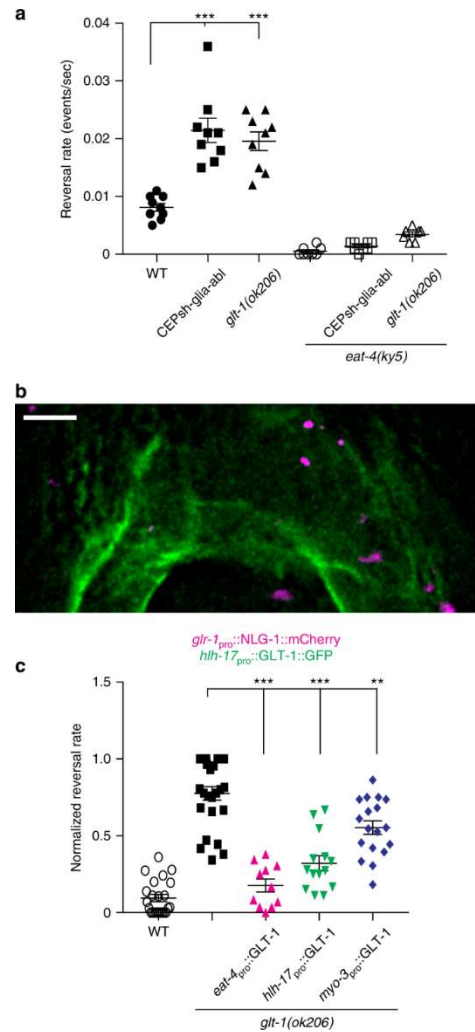 a
***
***
0.04
0.03
0.02
0.01
0
Reversal rate (events/sec)
WT
CEPsh-glia-abl
glt-1(ok206)
CEPsh-glia-abl
glt-1(ok206)
eat-4(ky5)
b
glr-1pro::NLG-1::mCherry
hlh-17pro::GLT-1::GFP
c
***
***
**
1.5
1.0
0.5
0
Normalized reversal rate
WT
eat-4pro::GLT-1
hlh-17pro::GLT-1
myo-3pro::GLT-1
glt-1(ok206)